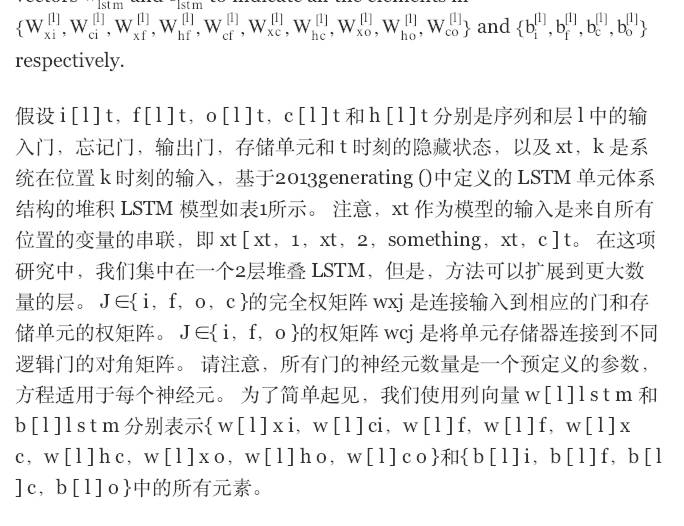 vectors w[l]lstm and b[l]lstm to indicate all the elements in
{W[l]xi, W[l]ci, W[l]xf, W[l]hf, W[l]cf, W[l]xc, W[l]hc, W[l]xo, W[l]ho, W[l]co} and {b[l]i, b[l]f, b[l]c, b[l]o}
respectively.
假设 i [ l ] t，f [ l ] t，o [ l ] t，c [ l ] t 和 h [ l ] t 分别是序列和层 l 中的输
入门，忘记门，输出门，存储单元和 t 时刻的隐藏状态，以及 xt，k 是系
统在位置 k 时刻的输入，基于2013generating ()中定义的 LSTM 单元体系
结构的堆积 LSTM 模型如表1所示。 注意，xt 作为模型的输入是来自所有
位置的变量的串联，即 xt [ xt，1，xt，2，something，xt，c ] t。 在这项
研究中，我们集中在一个2层堆叠 LSTM，但是，方法可以扩展到更大数
量的层。 J ∈{ i，f，o，c }的完全权矩阵 wxj 是连接输入到相应的门和存
储单元的权矩阵。 J ∈{ i，f，o }的权矩阵 wcj 是将单元存储器连接到不同
逻辑门的对角矩阵。 请注意，所有门的神经元数量是一个预定义的参数，
方程适用于每个神经元。 为了简单起见，我们使用列向量 w [ l ] l s t m 和
b [ l ] l s t m 分别表示{ w [ l ] x i，w [ l ] ci，w [ l ] f，w [ l ] f，w [ l ] x
c，w [ l ] h c，w [ l ] x o，w [ l ] h o，w [ l ] c o }和{ b [ l ] i，b [ l ] f，b [ l
] c，b [ l ] o }中的所有元素。